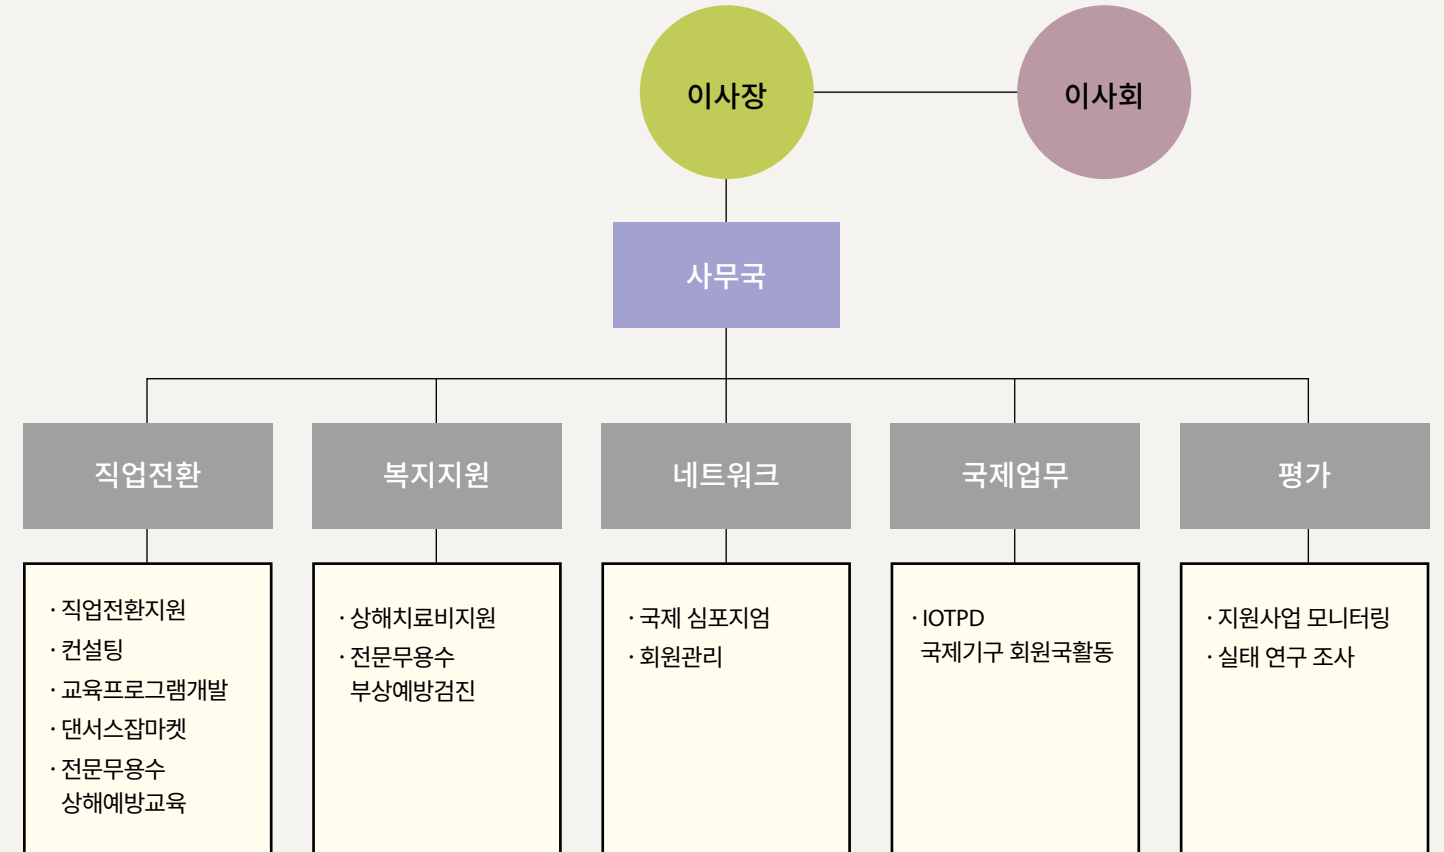 이사장
이사회
사무국
직업전환
복지지원
네트워크
국제업무
평가
· 직업전환지원
· 컨설팅
· 교육프로그램개발
· 댄서스잡마켓
· 전문무용수
상해예방교육
· 상해치료비지원
· 전문무용수
부상예방검진
· 국제 심포지엄
· 회원관리
· IOTPD
국제기구 회원국활동
· 지원사업 모니터링
· 실태 연구 조사